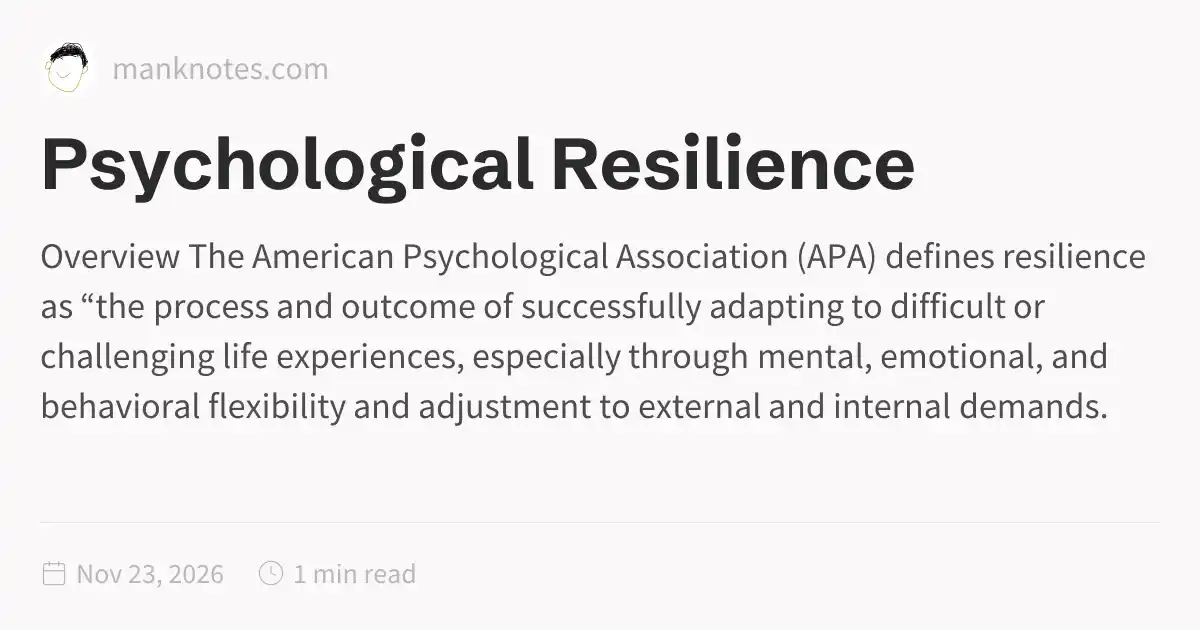 manknotes.com
Psychological Resilience
Overview The American Psychological Association (APA) defines resilience
as “the process and outcome of successfully adapting to difficult or
challenging life experiences, especially through mental, emotional, and
behavioral flexibility and adjustment to external and internal demands.
Nov 23, 2026 1 min read